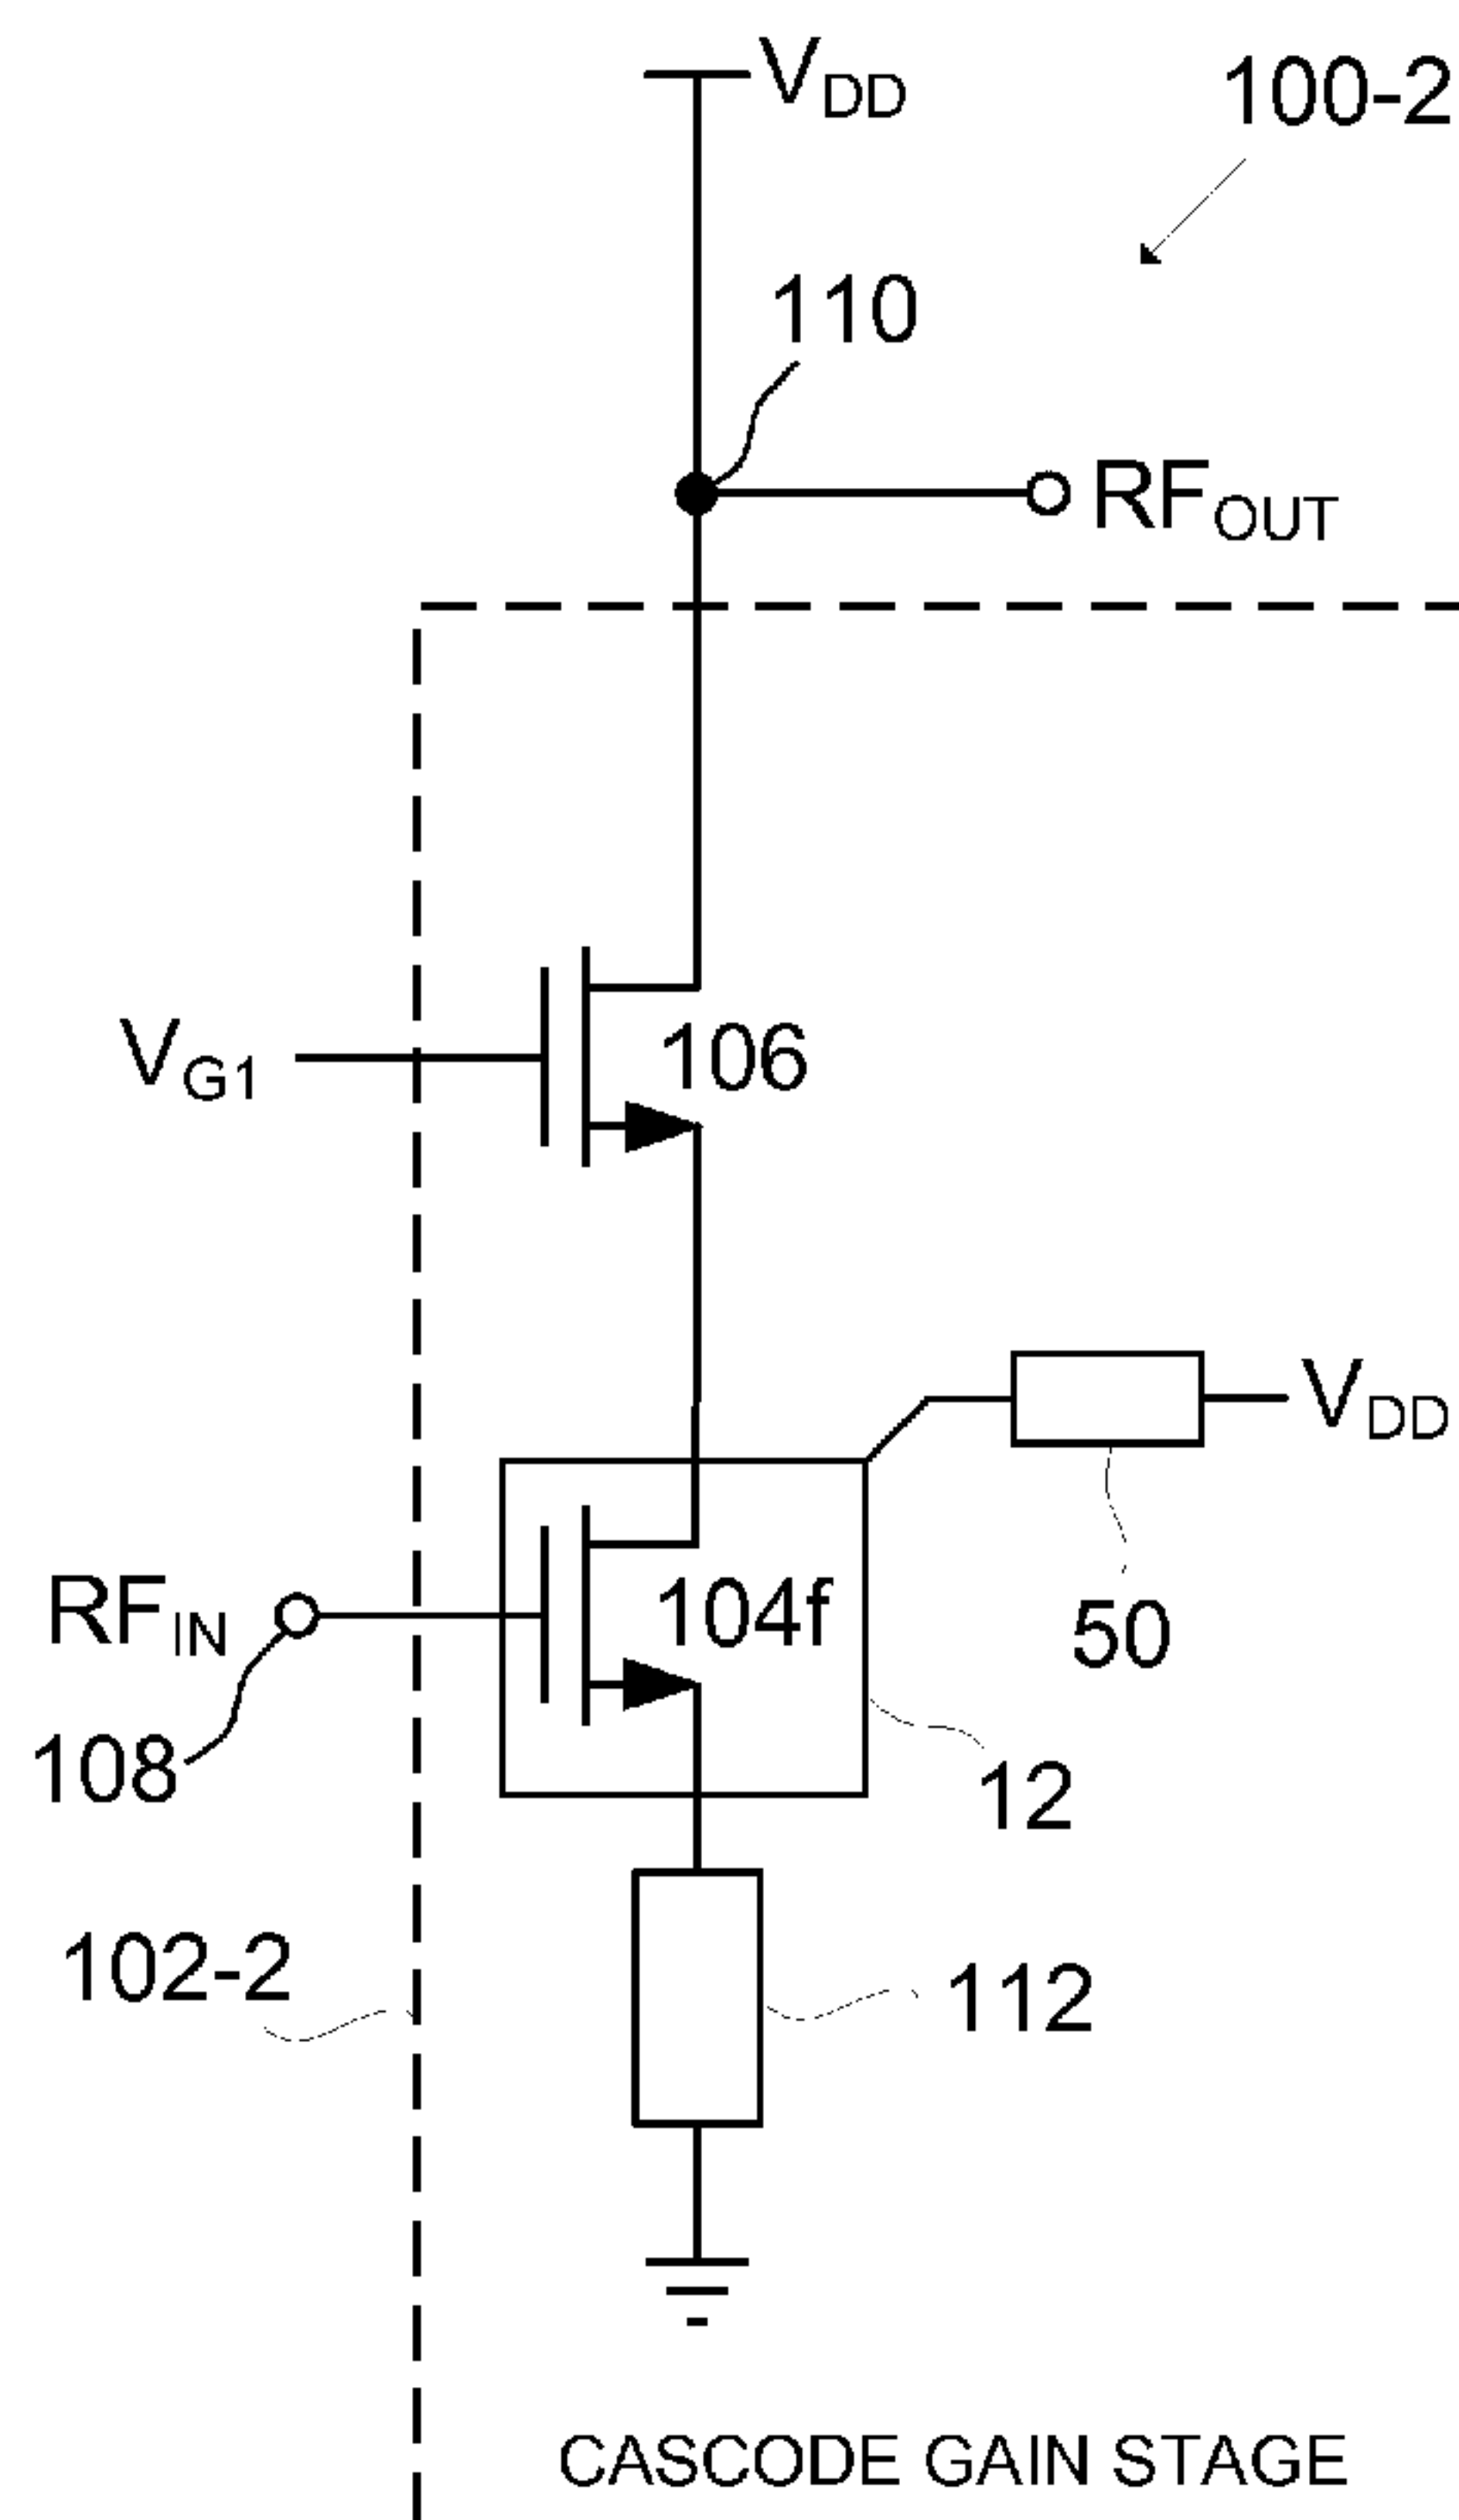 VDD
100-2
110
RFOUT
VG1
106
VDD
RFIN
104f
50
108
12
102-2
112
CASCODE GAIN STAGE